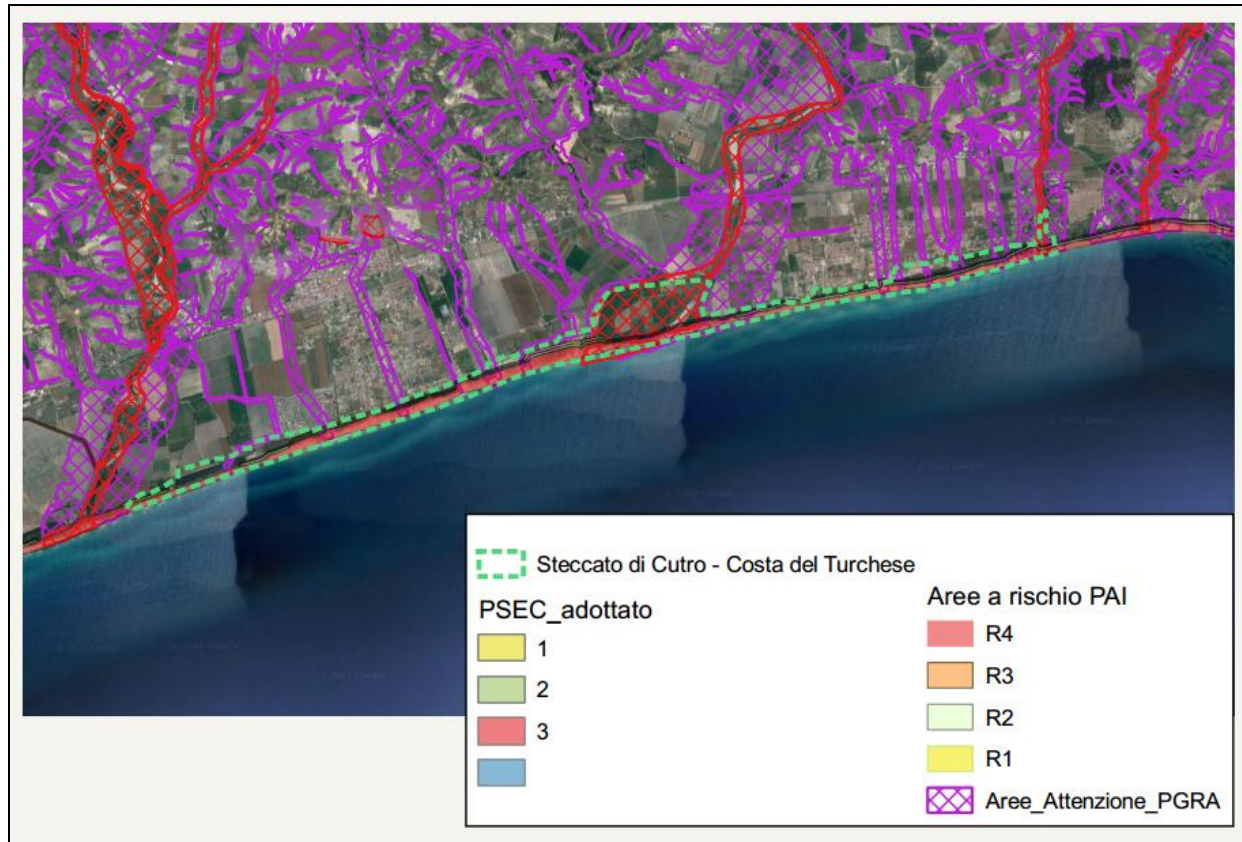 Steccato di Cutro - Costa del Turchese
PSEC_adottato
1
2
3
Aree a rischio PAI
R4
R3
R2
R1
Aree_Attenzione_PGRA